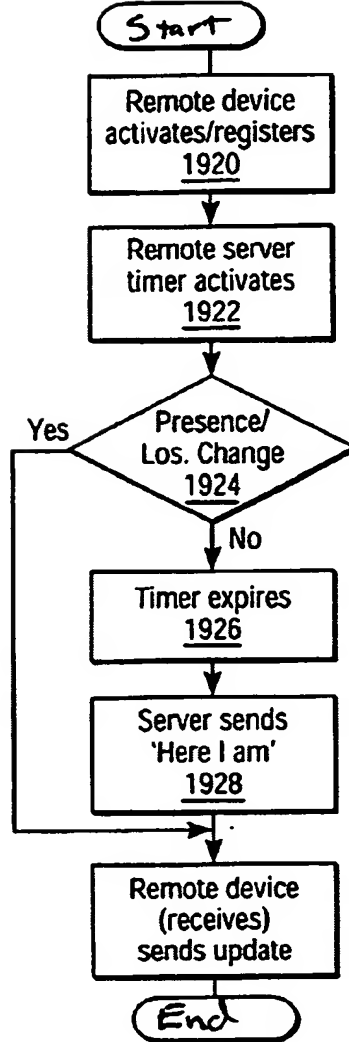 Start
Remote device
activates/registers
1920
Remote server
timer activates
1922
Yes
Presence/
Los. Change
1924
No
Timer expires
1926
Server sends
'Here I am'
1928
Remote device
(receives)
sends update
End